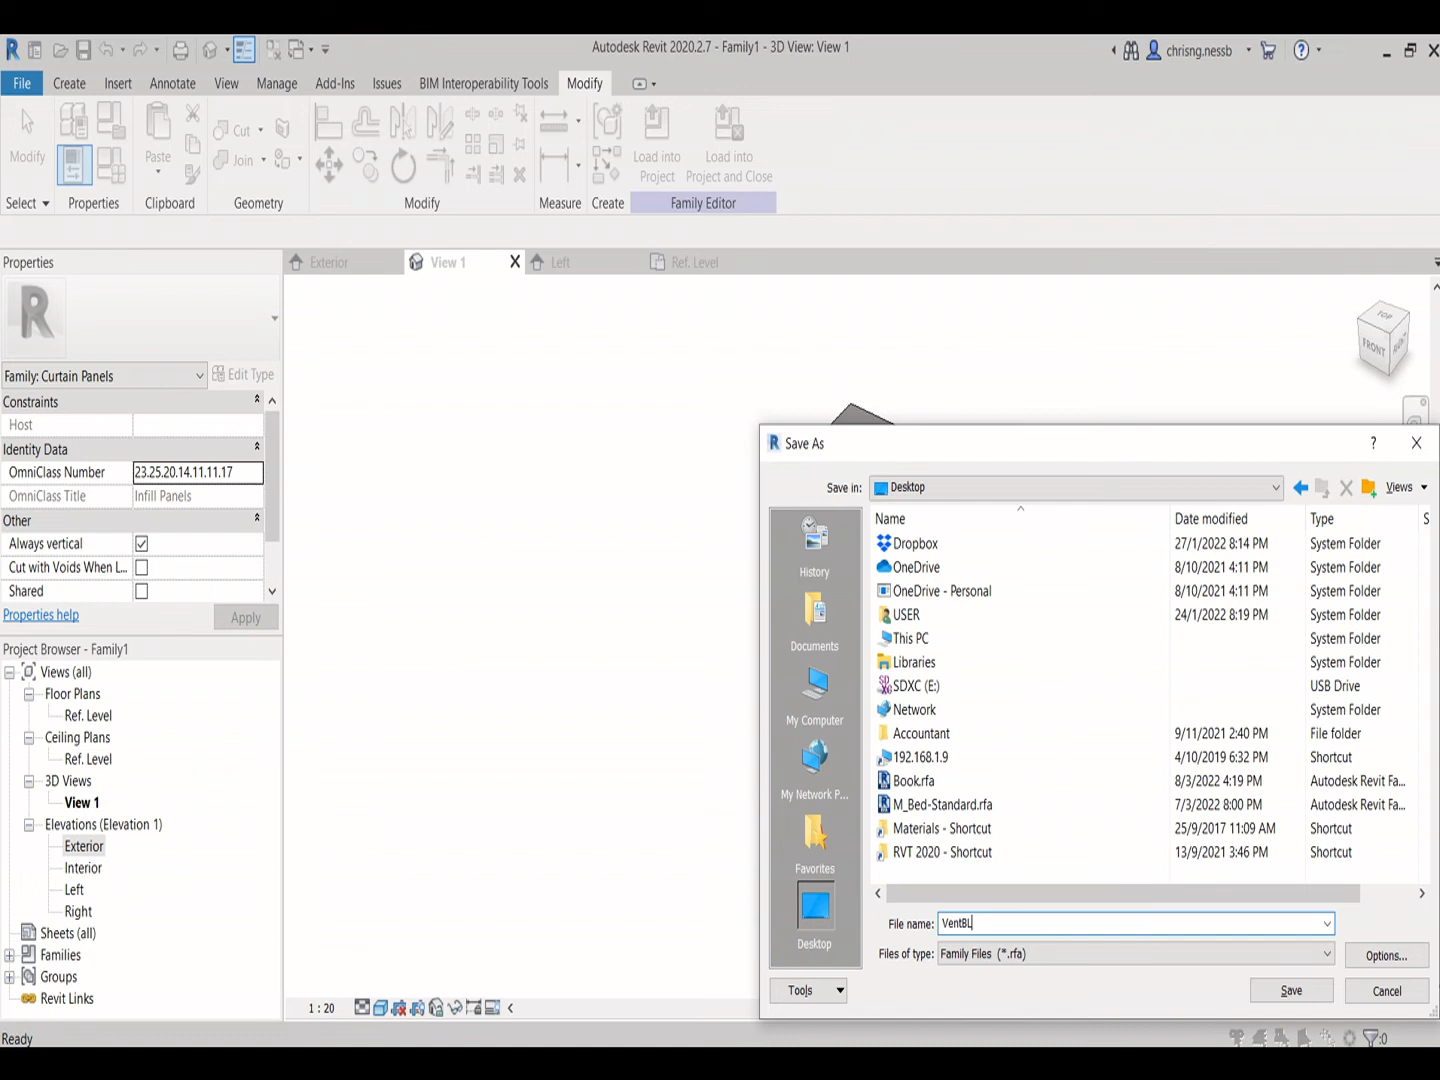 Autodesk Revit 2020.2.7 - Family1 - 3D View: View 1
chrisng.nessb
File Create Insert Annotate View Manage Add-Ins Issues BIM Interoperability Tools Modify
Modify
Paste
Cut
Join
Load into Project
Load into Project and Close
Select Properties Clipboard Geometry Modify Measure Create Family Editor
Properties
Exterior View 1 Left Ref. Level
R
TOP
FRONT
Family: Curtain Panels Edit Type
Constraints
Host
Identity Data
OmniClass Number 23.25.20.14.11.11.17
OmniClass Title Infill Panels
Other
Always vertical
Cut with Voids When L...
Shared
Properties help Apply
Project Browser - Family1
Views (all)
Floor Plans
Ref. Level
Ceiling Plans
Ref. Level
3D Views
View 1
Elevations (Elevation 1)
Exterior
Interior
Left
Right
Sheets (all)
Families
Groups
Revit Links
1 : 20
Ready
:0
Save As
Save in: Desktop Views
History
Documents
My Computer
My Network P...
Favorites
Desktop
Name Date modified Type S
Dropbox 27/1/2022 8:14 PM System Folder
OneDrive 8/10/2021 4:11 PM System Folder
OneDrive - Personal 8/10/2021 4:11 PM System Folder
USER 24/1/2022 8:19 PM System Folder
This PC System Folder
Libraries System Folder
SDXC (E:) USB Drive
Network System Folder
Accountant 9/11/2021 2:40 PM File folder
192.168.1.9 4/10/2019 6:32 PM Shortcut
Book.rfa 8/3/2022 4:19 PM Autodesk Revit Fa...
M_Bed-Standard.rfa 7/3/2022 8:00 PM Autodesk Revit Fa...
Materials - Shortcut 25/9/2017 11:09 AM Shortcut
RVT 2020 - Shortcut 13/9/2021 3:46 PM Shortcut
File name: VentBL
Files of type: Family Files (*.rfa) Options...
Tools Save Cancel